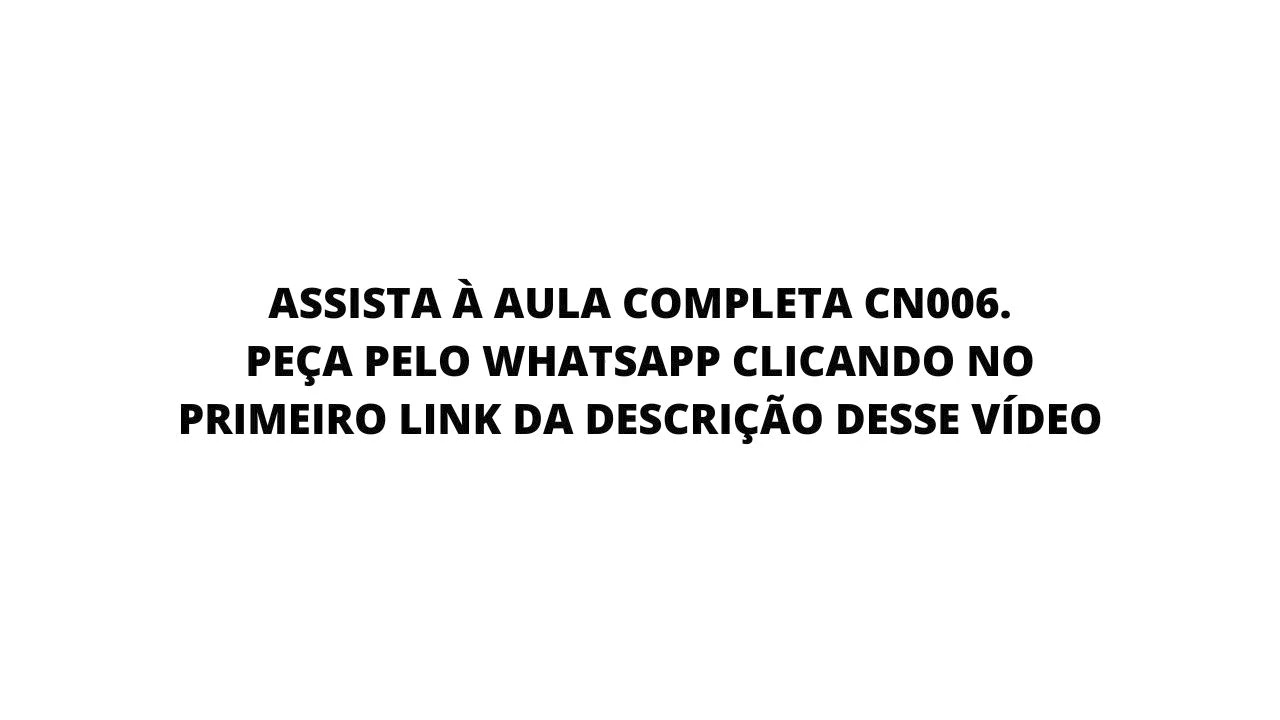 ASSISTA À AULA COMPLETA CN006.
PEÇA PELO WHATSAPP CLICANDO NO
PRIMEIRO LINK DA DESCRIÇÃO DESSE VÍDEO